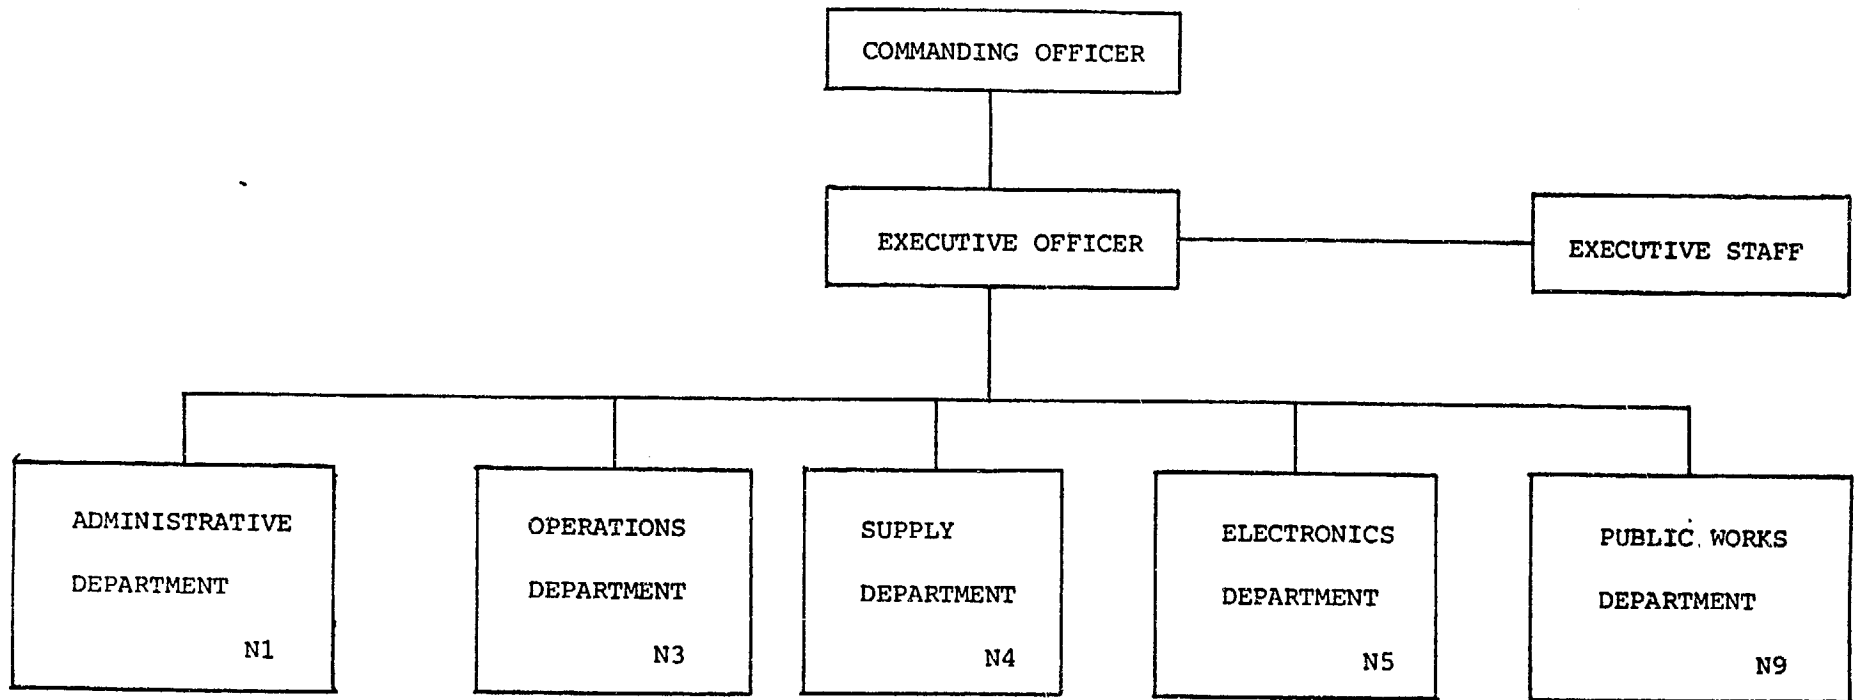 COMMANDING OFFICER
EXECUTIVE OFFICER
EXECUTIVE STAFF
ADMINISTRATIVE
DEPARTMENT
N1
OPERATIONS
DEPARTMENT
N3
SUPPLY
DEPARTMENT
N4
ELECTRONICS
DEPARTMENT
N5
PUBLIC WORKS
DEPARTMENT
N9